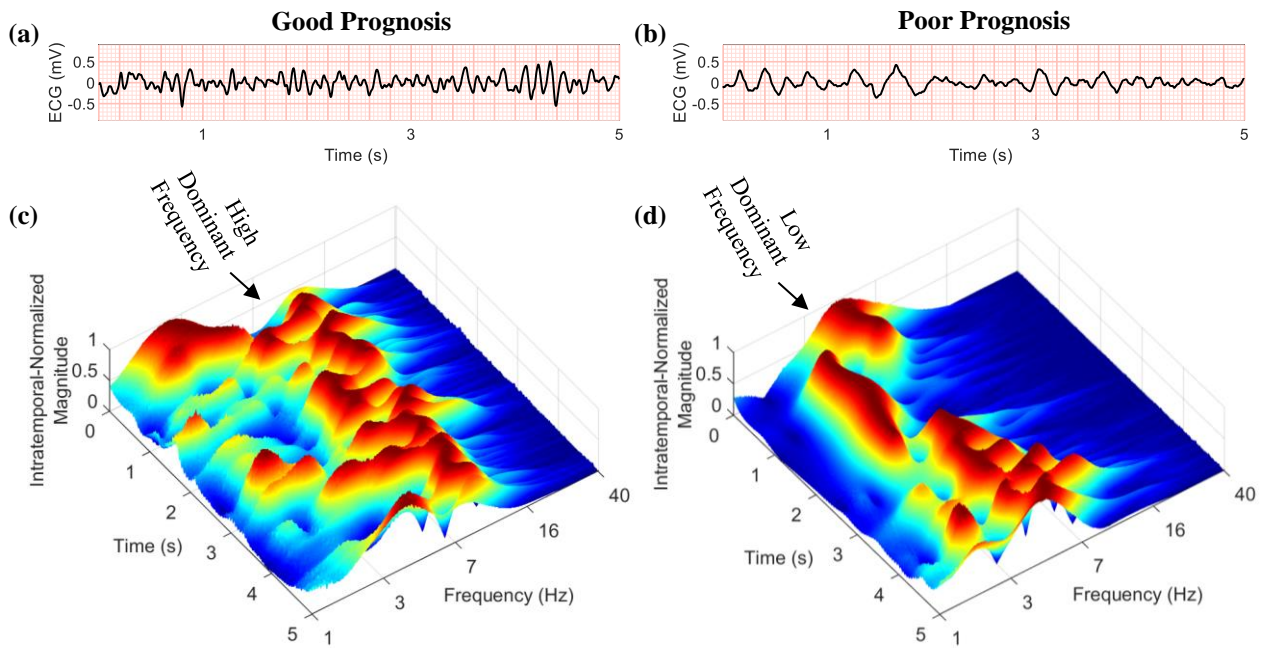 Good Prognosis
Poor Prognosis
(a)
ECG (mV)
0.5
0
-0.5
1
3
5
Time (s)
(b)
ECG (mV)
0.5
0
-0.5
1
3
5
Time (s)
(c)
High
Dominant
Frequency
Intratemporal-Normalized
Magnitude
1
0.5
0
0
1
2
3
4
5
Time (s)
1
3
7
16
40
Frequency (Hz)
(d)
Low
Dominant
Frequency
Intratemporal-Normalized
Magnitude
1
0.5
0
0
1
2
3
4
5
Time (s)
1
3
7
16
40
Frequency (Hz)